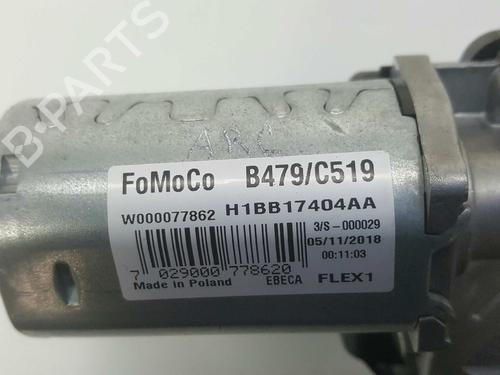 B-PARTS
ARC
FoMoCo B479/C519
W000077862 H1BB17404AA
3/S-000029
05/11/2018
00:11:03
7 029000 778620
Made in Poland EBECA FLEX1